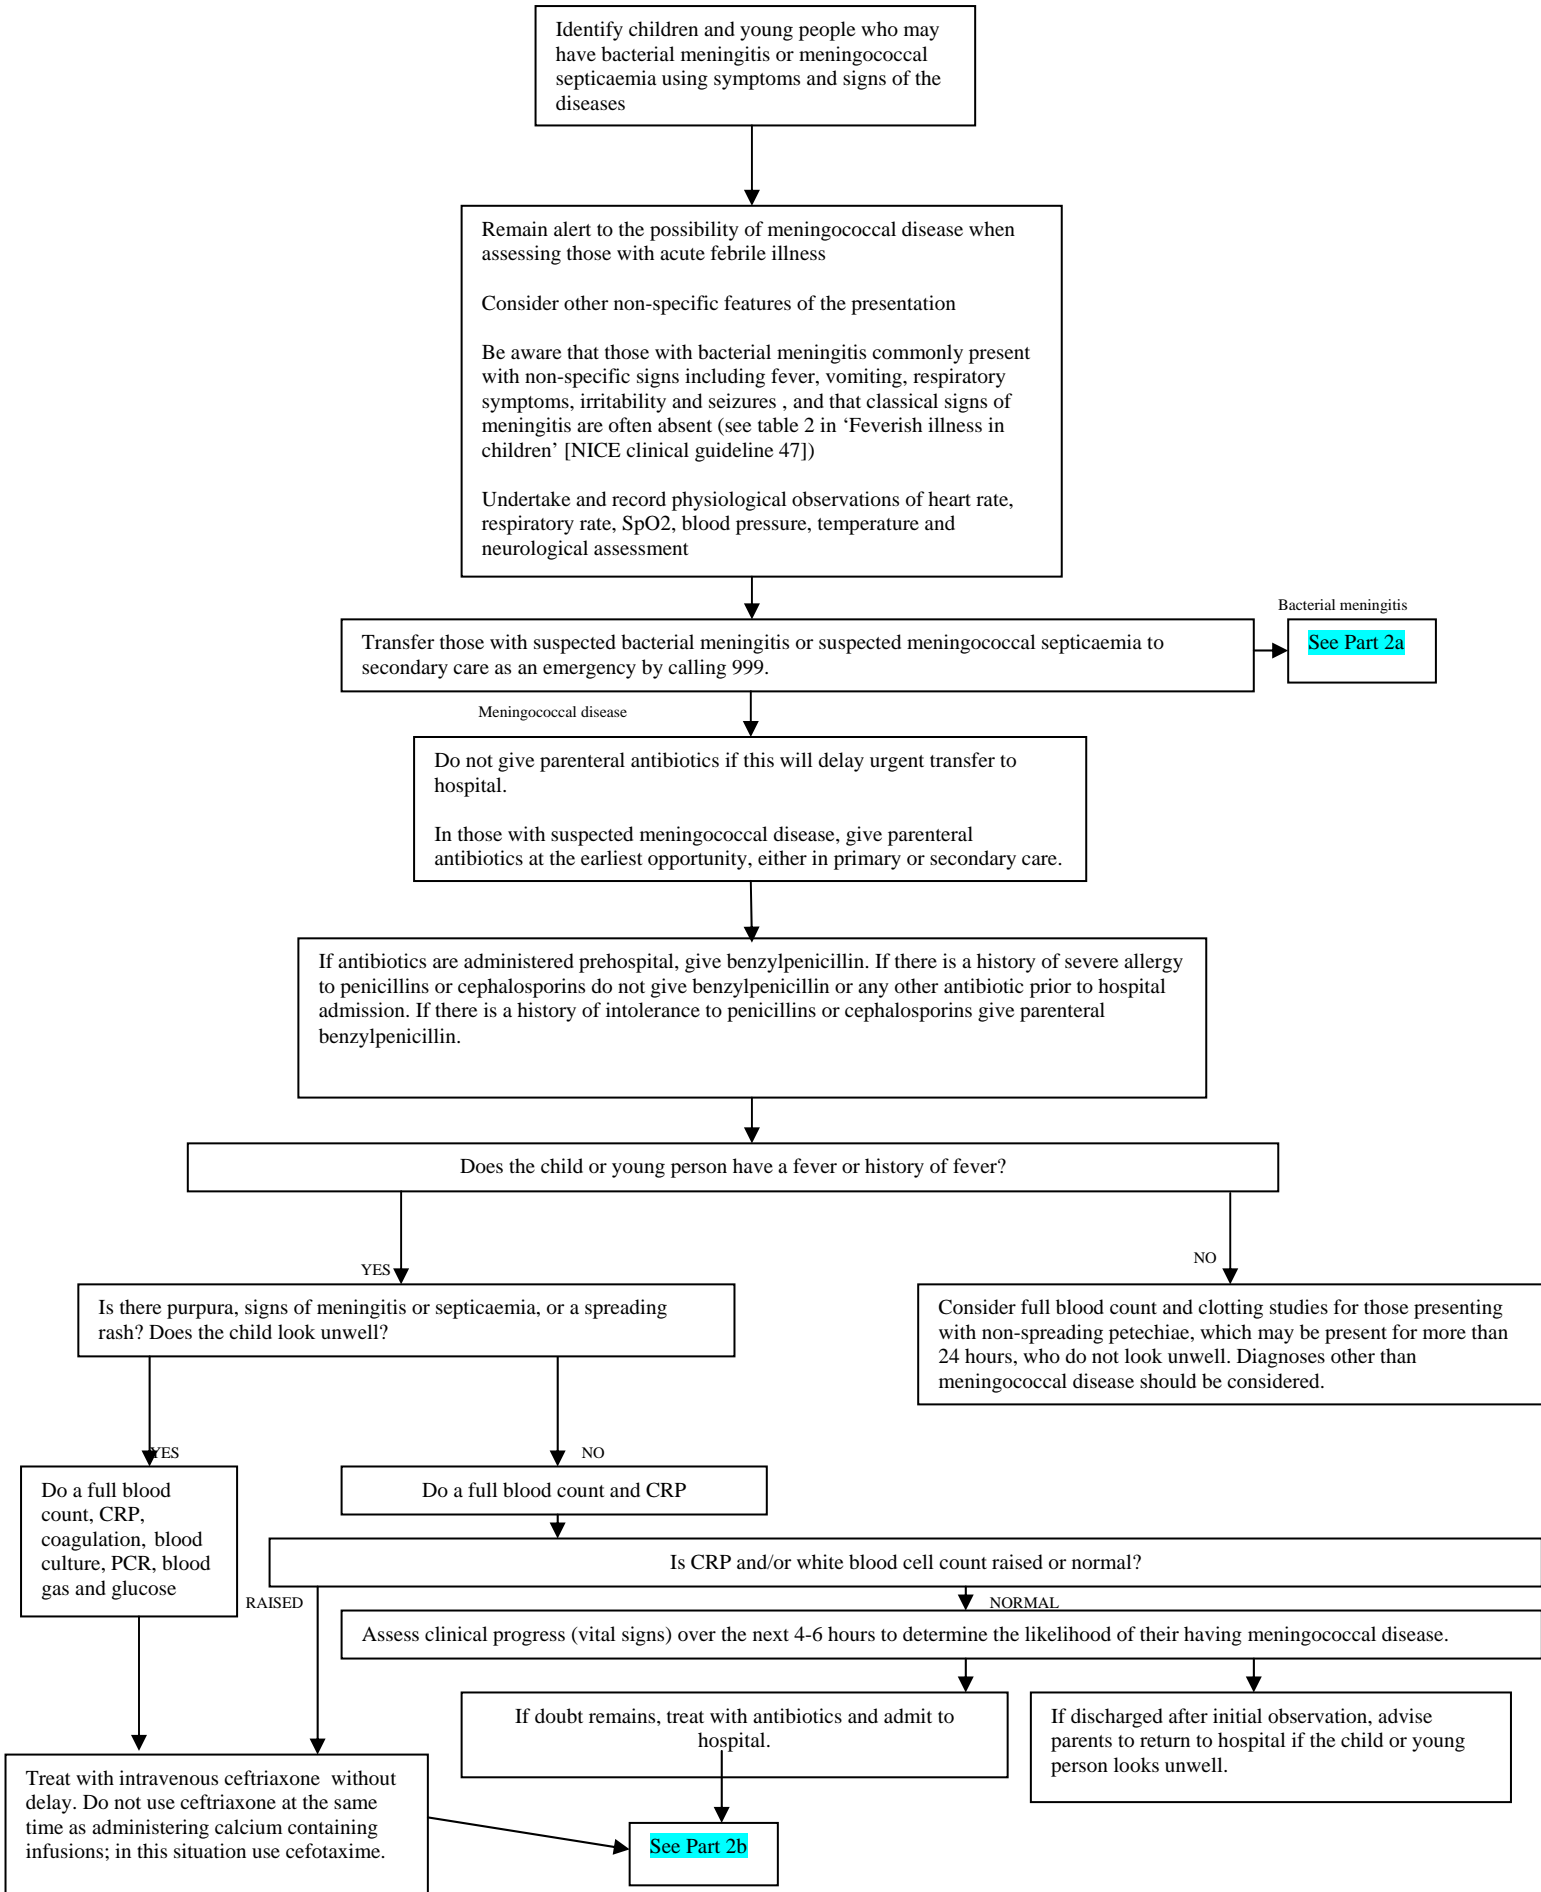 Identify children and young people who may
have bacterial meningitis or meningococcal
septicaemia using symptoms and signs of the
diseases
Remain alert to the possibility of meningococcal disease when
assessing those with acute febrile illness
Consider other non-specific features of the presentation
Be aware that those with bacterial meningitis commonly present
with non-specific signs including fever, vomiting, respiratory
symptoms, irritability and seizures , and that classical signs of
meningitis are often absent (see table 2 in ‘Feverish illness in
children’ [NICE clinical guideline 47])
Undertake and record physiological observations of heart rate,
respiratory rate, SpO2, blood pressure, temperature and
neurological assessment
Transfer those with suspected bacterial meningitis or suspected meningococcal septicaemia to
secondary care as an emergency by calling 999.
Bacterial meningitis
See Part 2a
Meningococcal disease
Do not give parenteral antibiotics if this will delay urgent transfer to
hospital.
In those with suspected meningococcal disease, give parenteral
antibiotics at the earliest opportunity, either in primary or secondary care.
If antibiotics are administered prehospital, give benzylpenicillin. If there is a history of severe allergy
to penicillins or cephalosporins do not give benzylpenicillin or any other antibiotic prior to hospital
admission. If there is a history of intolerance to penicillins or cephalosporins give parenteral
benzylpenicillin.
Does the child or young person have a fever or history of fever?
YES
NO
Is there purpura, signs of meningitis or septicaemia, or a spreading
rash? Does the child look unwell?
Consider full blood count and clotting studies for those presenting
with non-spreading petechiae, which may be present for more than
24 hours, who do not look unwell. Diagnoses other than
meningococcal disease should be considered.
YES
NO
Do a full blood
count, CRP,
coagulation, blood
culture, PCR, blood
gas and glucose
Do a full blood count and CRP
Is CRP and/or white blood cell count raised or normal?
RAISED
NORMAL
Assess clinical progress (vital signs) over the next 4-6 hours to determine the likelihood of their having meningococcal disease.
If doubt remains, treat with antibiotics and admit to
hospital.
If discharged after initial observation, advise
parents to return to hospital if the child or young
person looks unwell.
Treat with intravenous ceftriaxone without
delay. Do not use ceftriaxone at the same
time as administering calcium containing
infusions; in this situation use cefotaxime.
See Part 2b